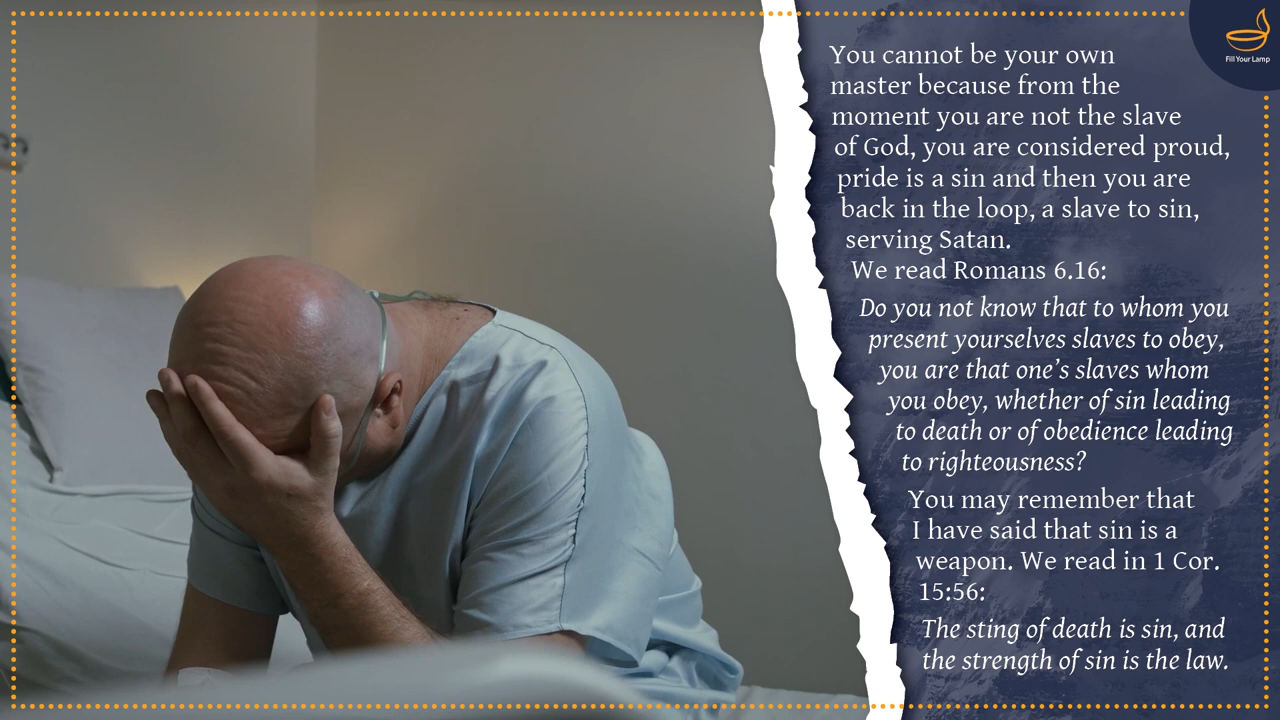 Fill Your Lamp
You cannot be your own
master because from the
moment you are not the slave
of God, you are considered proud,
pride is a sin and then you are
back in the loop, a slave to sin,
serving Satan.
We read Romans 6.16:
Do you not know that to whom you
present yourselves slaves to obey,
you are that one’s slaves whom
you obey, whether of sin leading
to death or of obedience leading
to righteousness?
You may remember that
I have said that sin is a
weapon. We read in 1 Cor.
15:56:
The sting of death is sin, and
the strength of sin is the law.